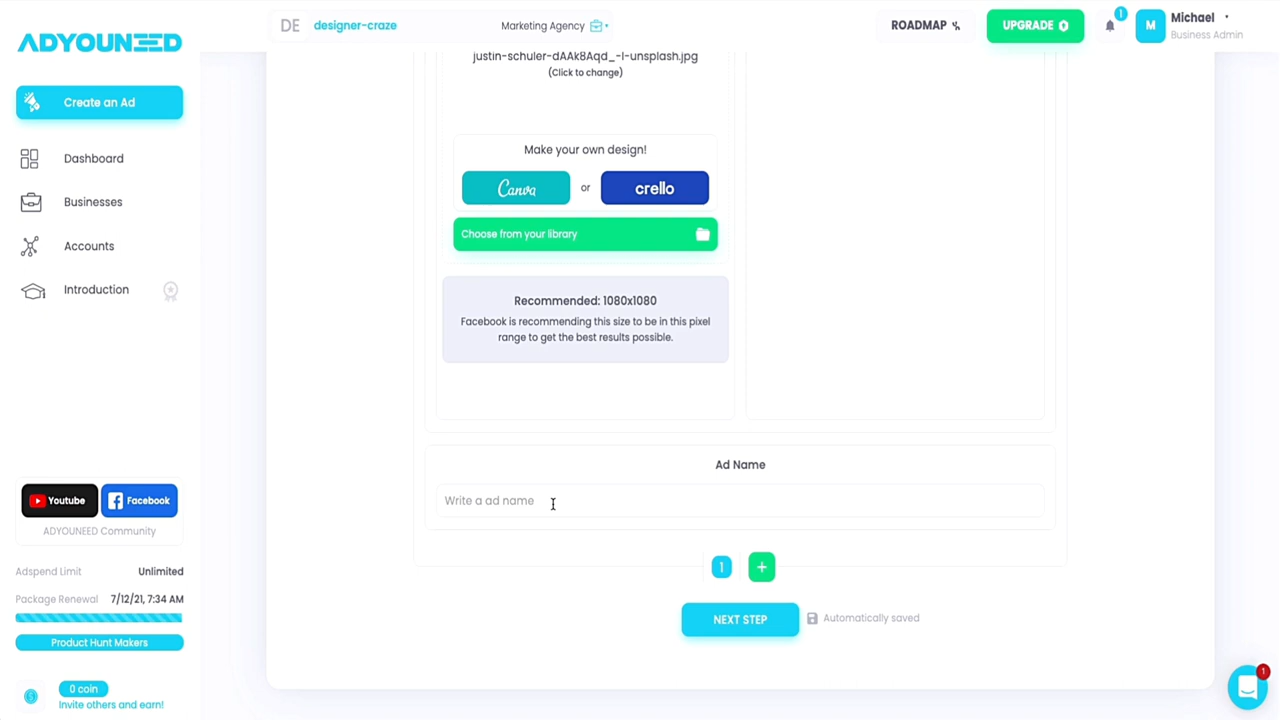 ADYOUNEED
DE designer-craze
Marketing Agency
ROADMAP
UPGRADE
1
M
Michael
Business Admin
Create an Ad
Dashboard
Businesses
Accounts
Introduction
Youtube
Facebook
ADYOUNEED Community
Adspend Limit Unlimited
Package Renewal 7/12/21, 7:34 AM
Product Hunt Makers
0 coin
Invite others and earn!
justin-schuler-dAAk8Aqd_-I-unsplash.jpg
(Click to change)
Make your own design!
Canva or crello
Choose from your library
Recommended: 1080x1080
Facebook is recommending this size to be in this pixel
range to get the best results possible.
Ad Name
Write a ad name
1 +
NEXT STEP
Automatically saved
1